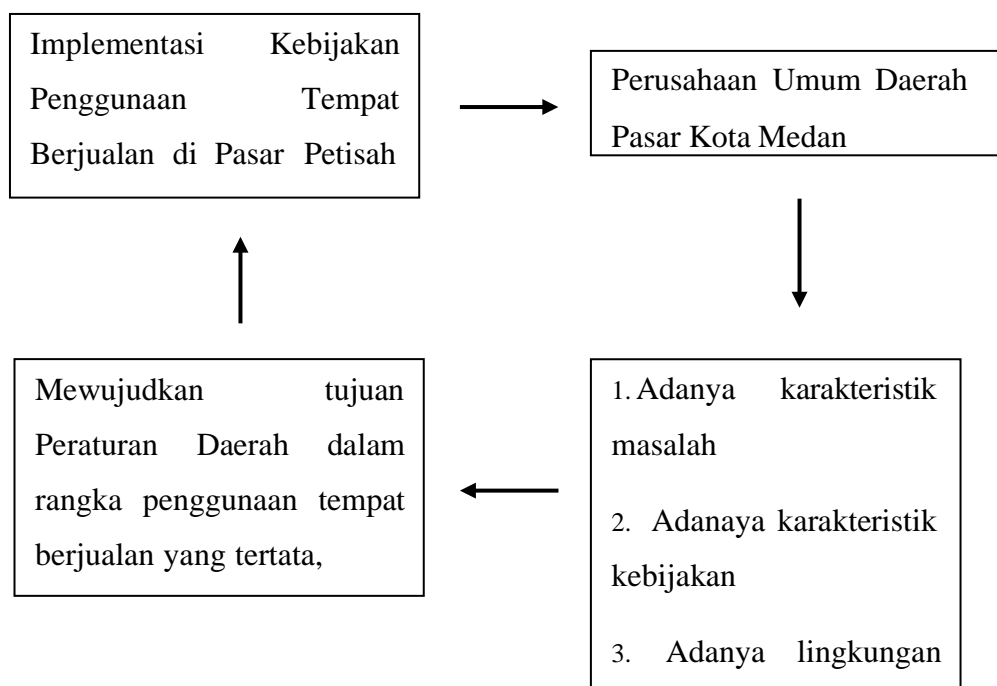 Implementasi Kebijakan
Penggunaan Tempat
Berjualan di Pasar Petisah
Perusahaan Umum Daerah
Pasar Kota Medan
Mewujudkan tujuan
Peraturan Daerah dalam
rangka penggunaan tempat
berjualan yang tertata,
1. Adanya karakteristik
masalah
2. Adanaya karakteristik
kebijakan
3. Adanya lingkungan